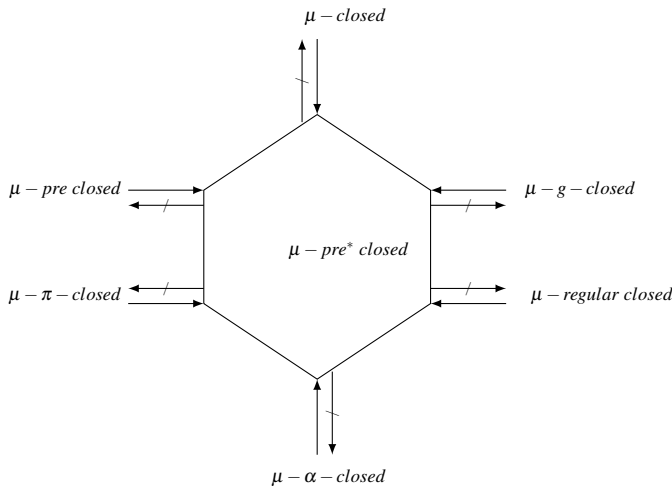 μ − closed
μ − pre closed
μ − g − closed
μ − pre* closed
μ − π − closed
μ − regular closed
μ − α − closed